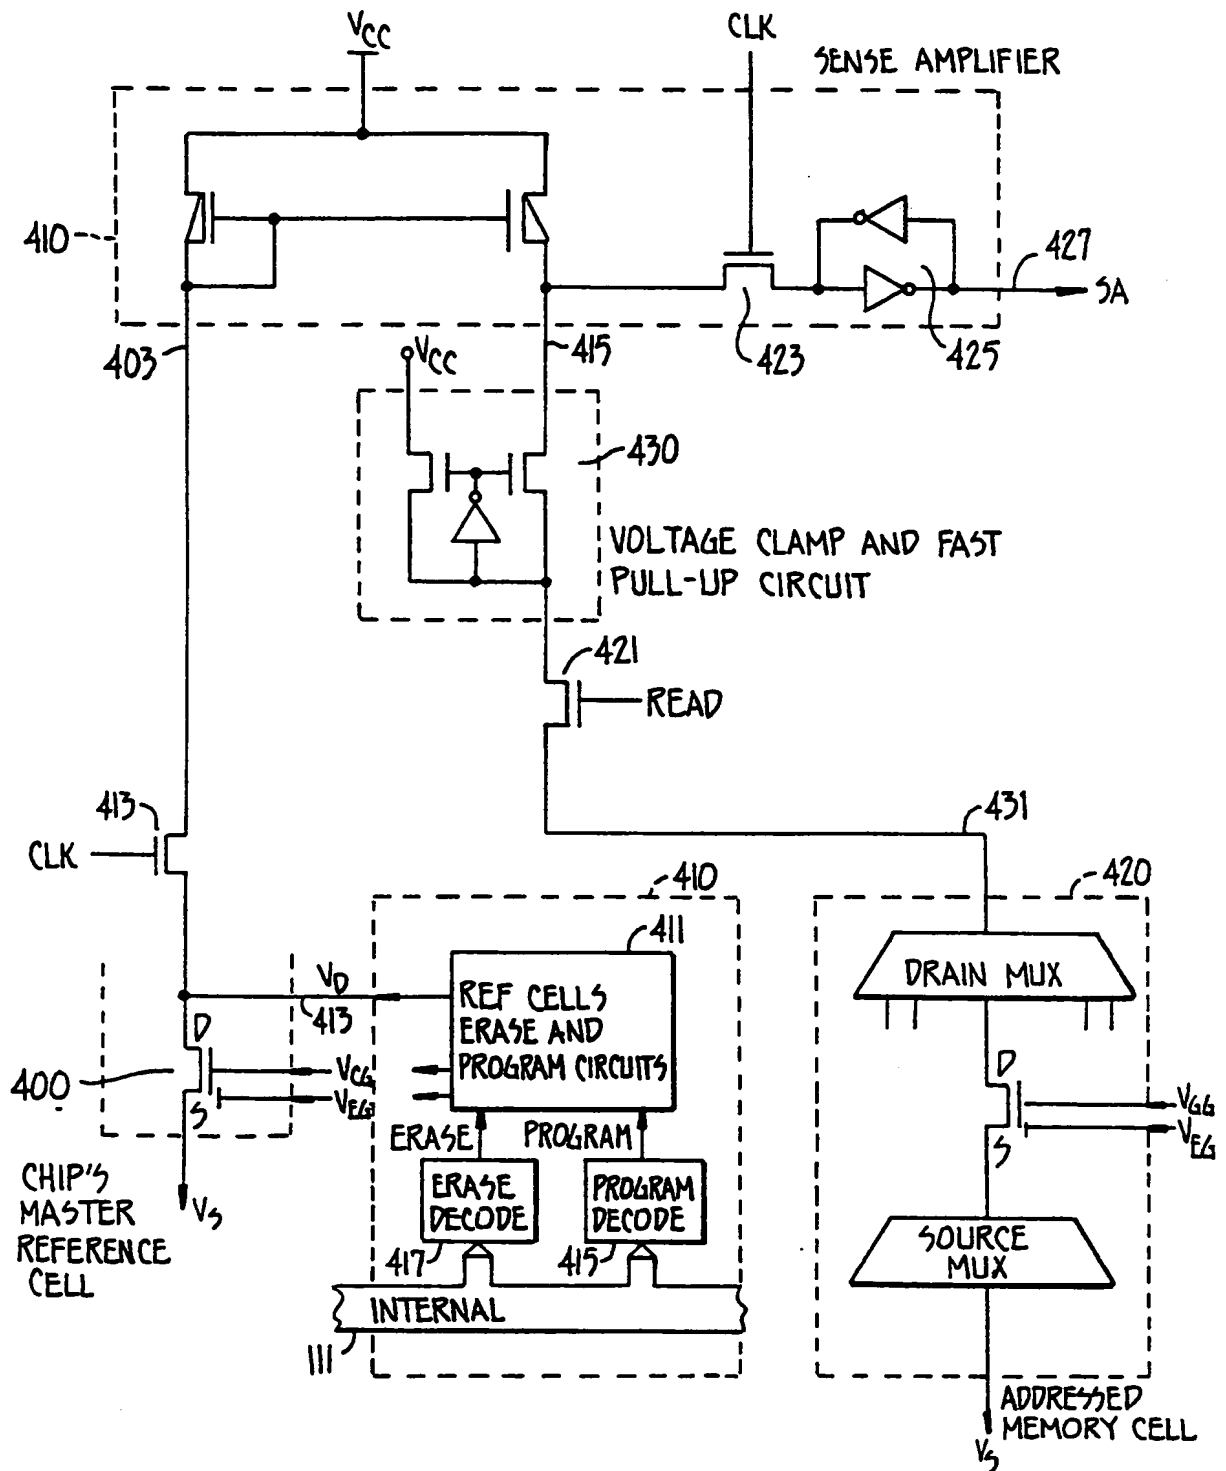 VCC
CLK
SENSE AMPLIFIER
410
427
SA
403
415
423
425
VCC
430
VOLTAGE CLAMP AND FAST
PULL-UP CIRCUIT
421
READ
413
431
CLK
410
420
411
VD
413
REF CELLS
ERASE AND
PROGRAM CIRCUITS
DRAIN MUX
D
400
VCG
VEG
S
D
VGG
VEG
S
ERASE
PROGRAM
CHIP'S
MASTER
REFERENCE
CELL
VS
ERASE
DECODE
PROGRAM
DECODE
417
415
SOURCE
MUX
INTERNAL
111
ADDRESSED
MEMORY CELL
VS